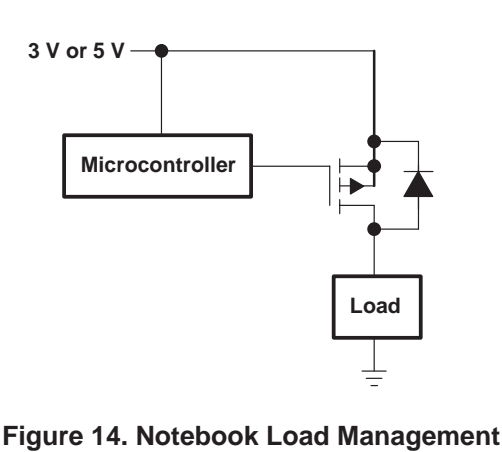 3 V or 5 V
Microcontroller
Load
Figure 14. Notebook Load Management